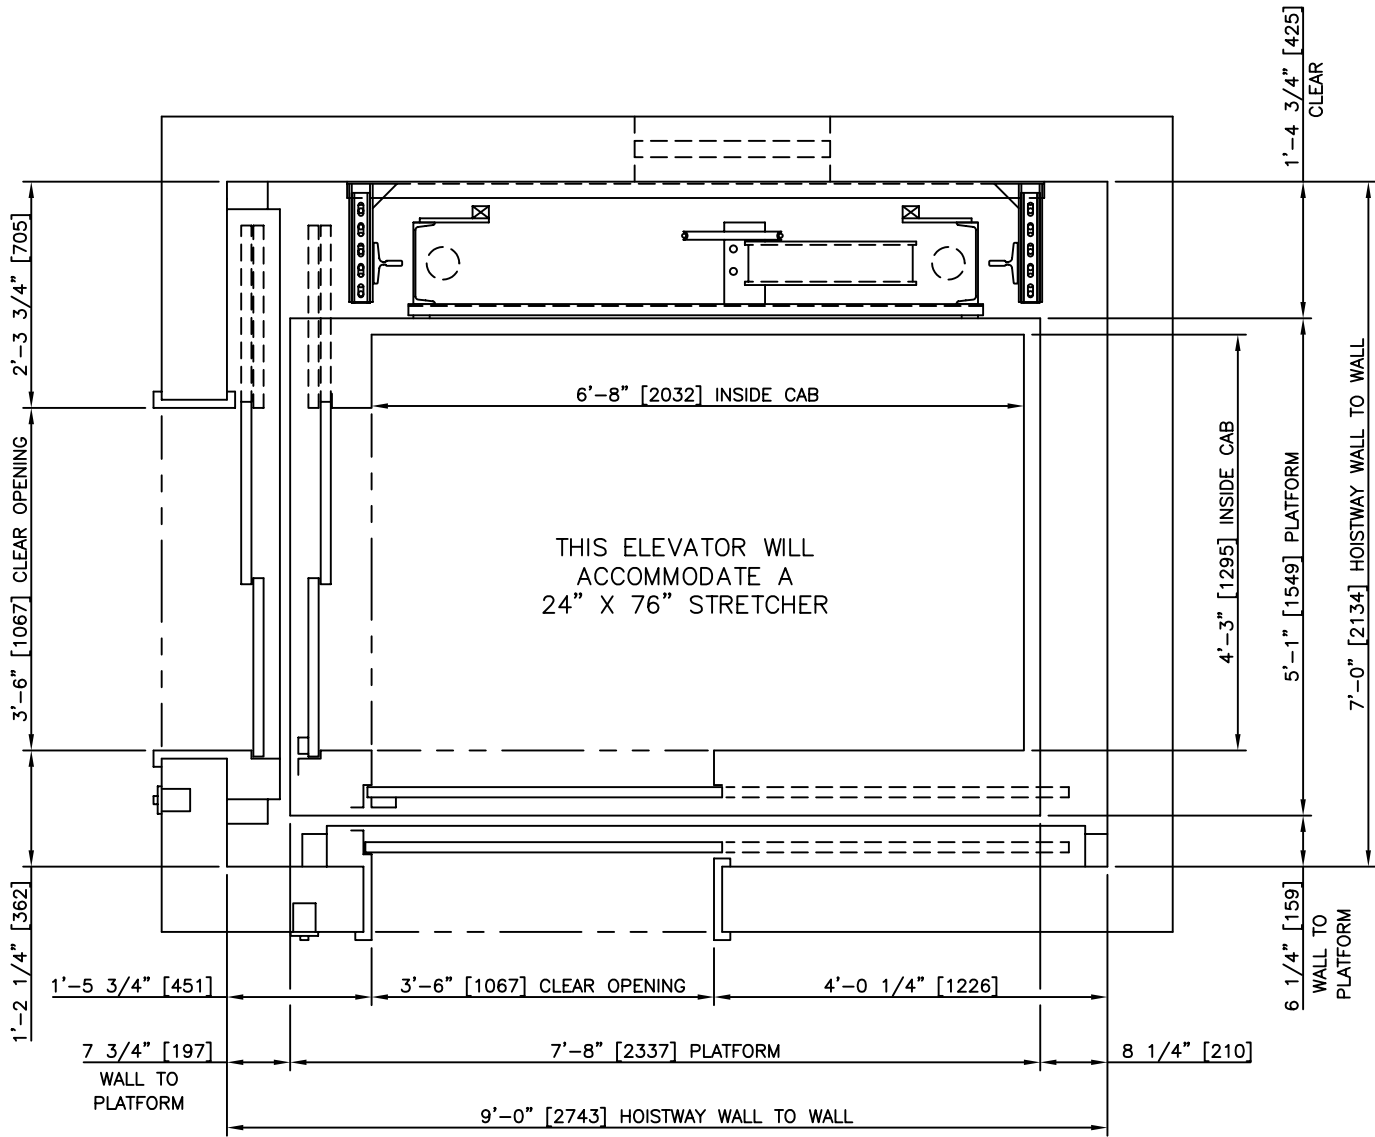 1'-4 3/4" [425]
CLEAR
2'-3 3/4" [705]
3'-6" [1067] CLEAR OPENING
1'-2 1/4" [362]
6'-8" [2032] INSIDE CAB
THIS ELEVATOR WILL
ACCOMMODATE A
24" X 76" STRETCHER
4'-3" [1295] INSIDE CAB
5'-1" [1549] PLATFORM
7'-0" [2134] HOISTWAY WALL TO WALL
6 1/4" [159]
WALL TO
PLATFORM
1'-5 3/4" [451]
3'-6" [1067] CLEAR OPENING
4'-0 1/4" [1226]
7 3/4" [197]
WALL TO
PLATFORM
7'-8" [2337] PLATFORM
8 1/4" [210]
9'-0" [2743] HOISTWAY WALL TO WALL